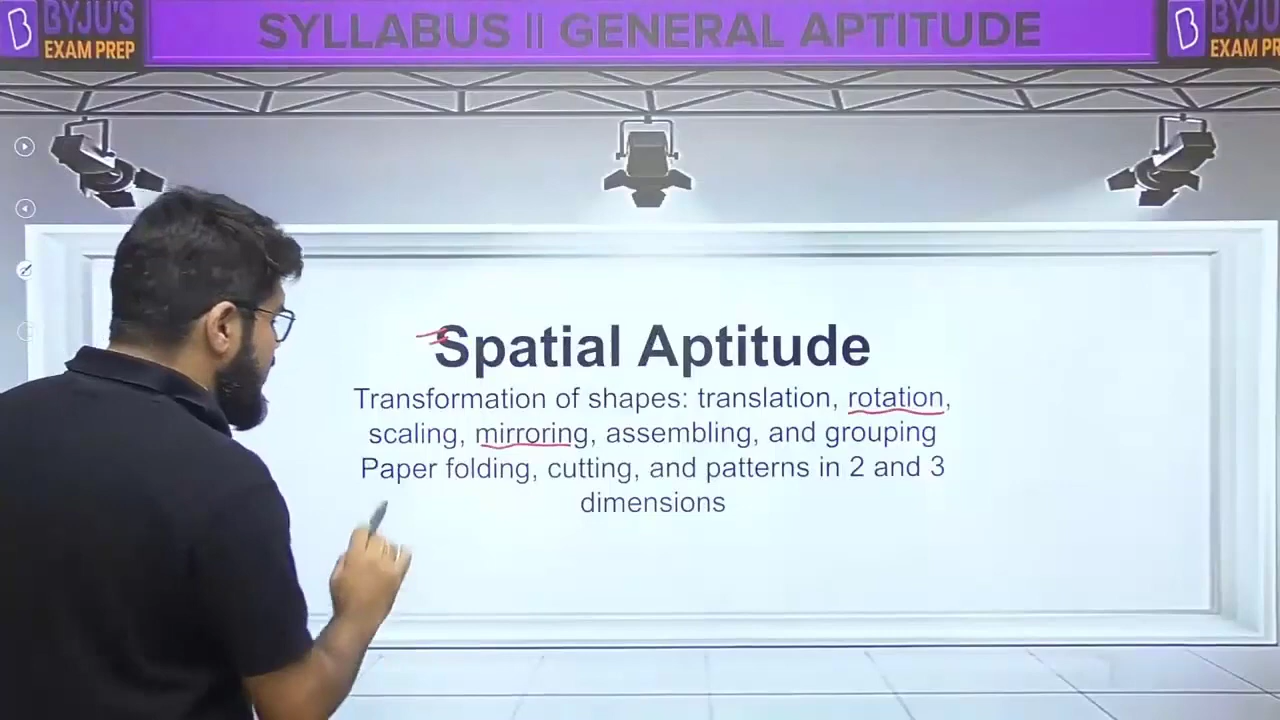 BYJU'S
EXAM PREP
SYLLABUS || GENERAL APTITUDE
BYJU
EXAM PR
Spatial Aptitude
Transformation of shapes: translation, rotation,
scaling, mirroring, assembling, and grouping
Paper folding, cutting, and patterns in 2 and 3
dimensions